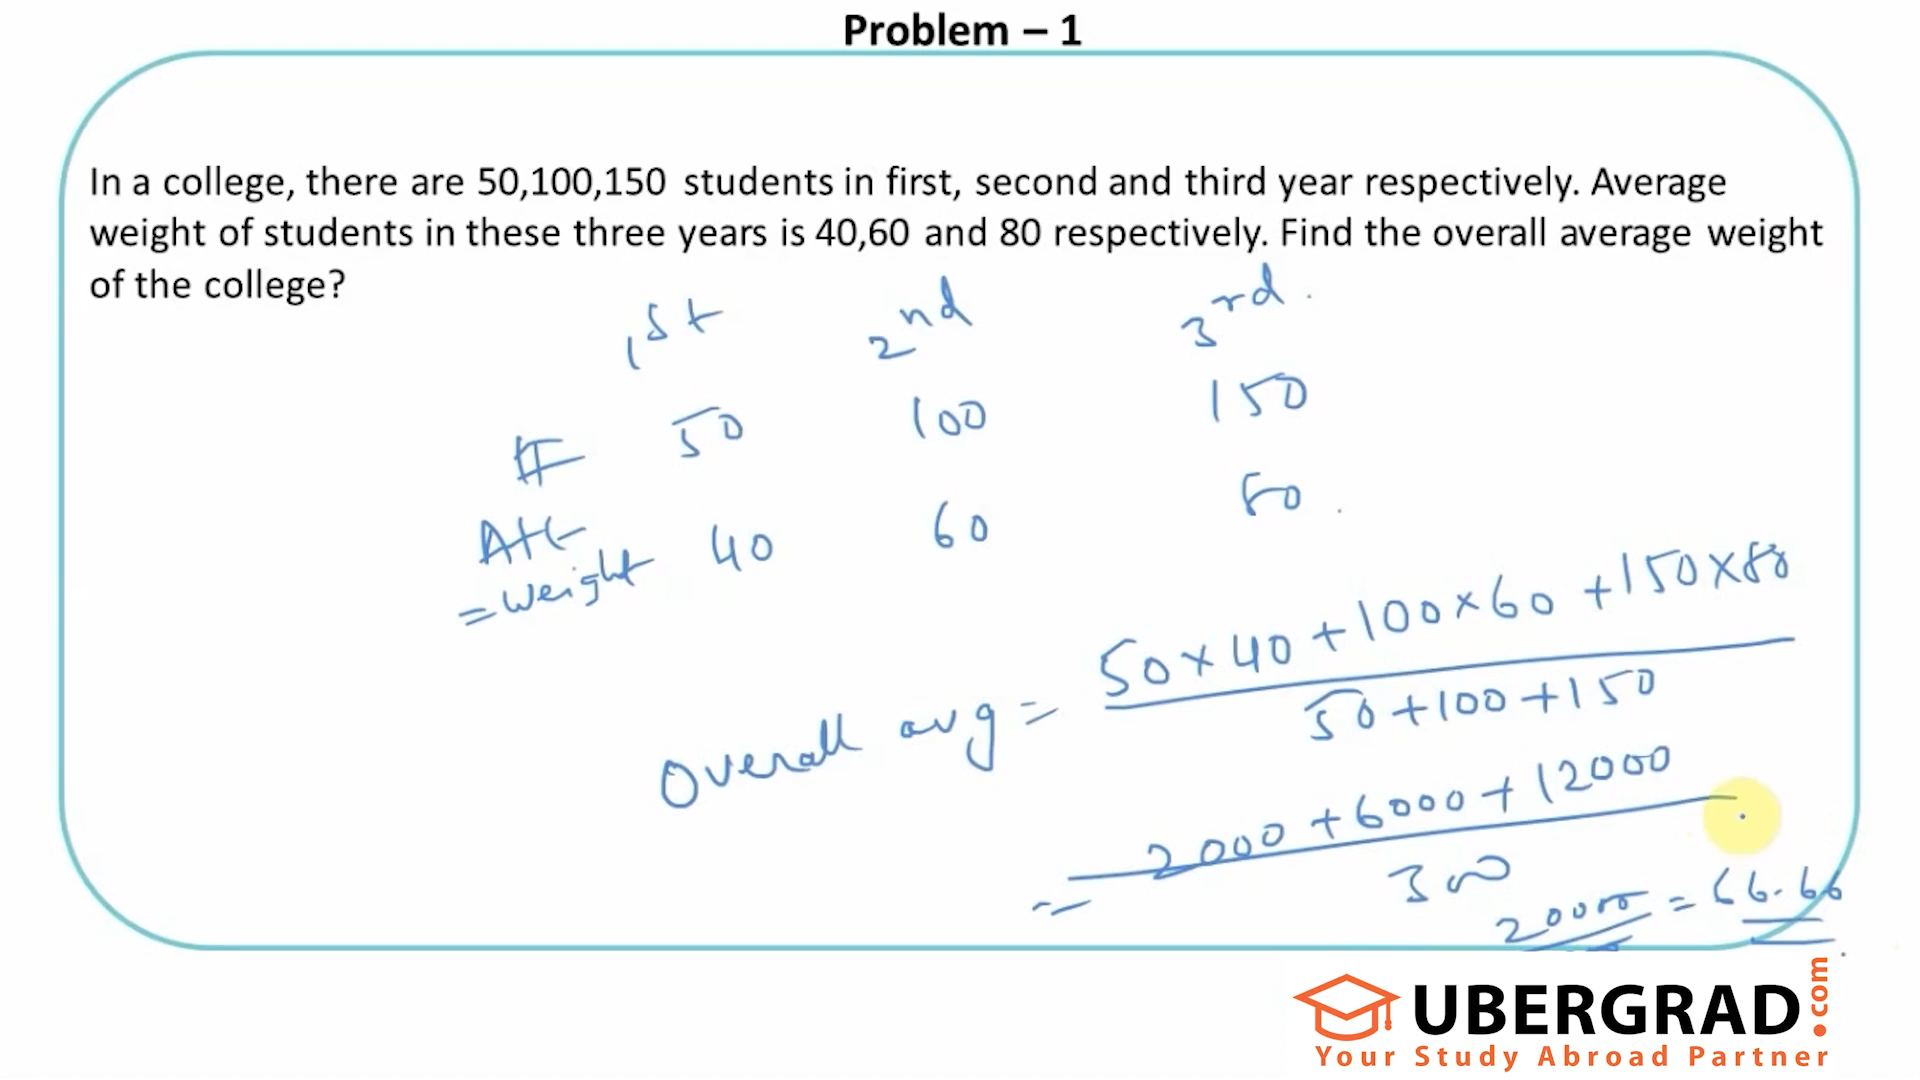 Problem – 1
In a college, there are 50,100,150 students in first, second and third year respectively. Average
weight of students in these three years is 40,60 and 80 respectively. Find the overall average weight
of the college?
1st 2nd 3rd.
50 100 150
weight 40 60 80
Overall avg = 50×40+100×60+150×80
50+100+150
= 2000+6000+12000
300
20000 = 66.66
UBERGRAD.com
Your Study Abroad Partner